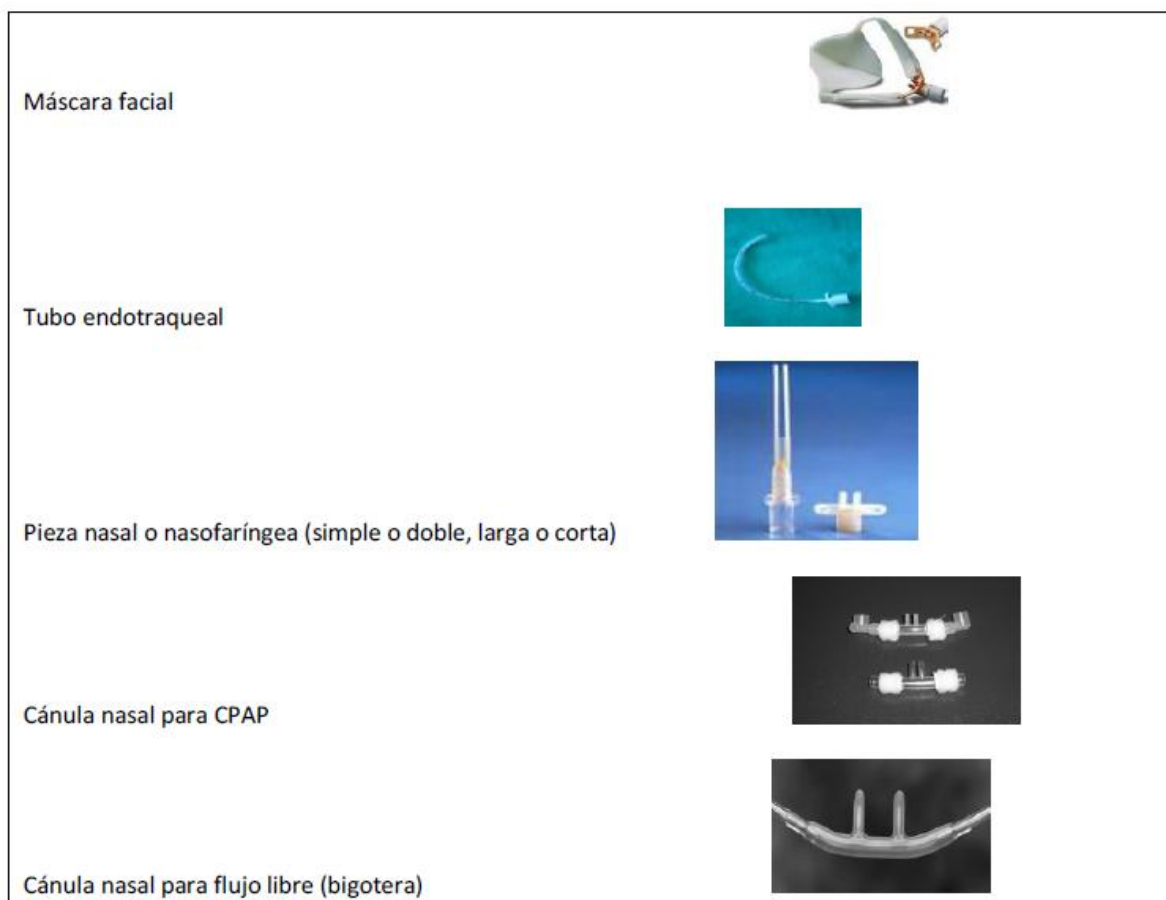 Máscara facial
Tubo endotraqueal
Pieza nasal o nasofaríngea (simple o doble, larga o corta)
Cánula nasal para CPAP
Cánula nasal para flujo libre (bigotera)